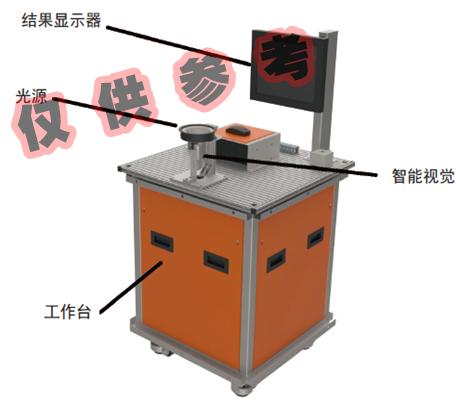 结果显示器
仅供参考
光源
智能视觉
工作台